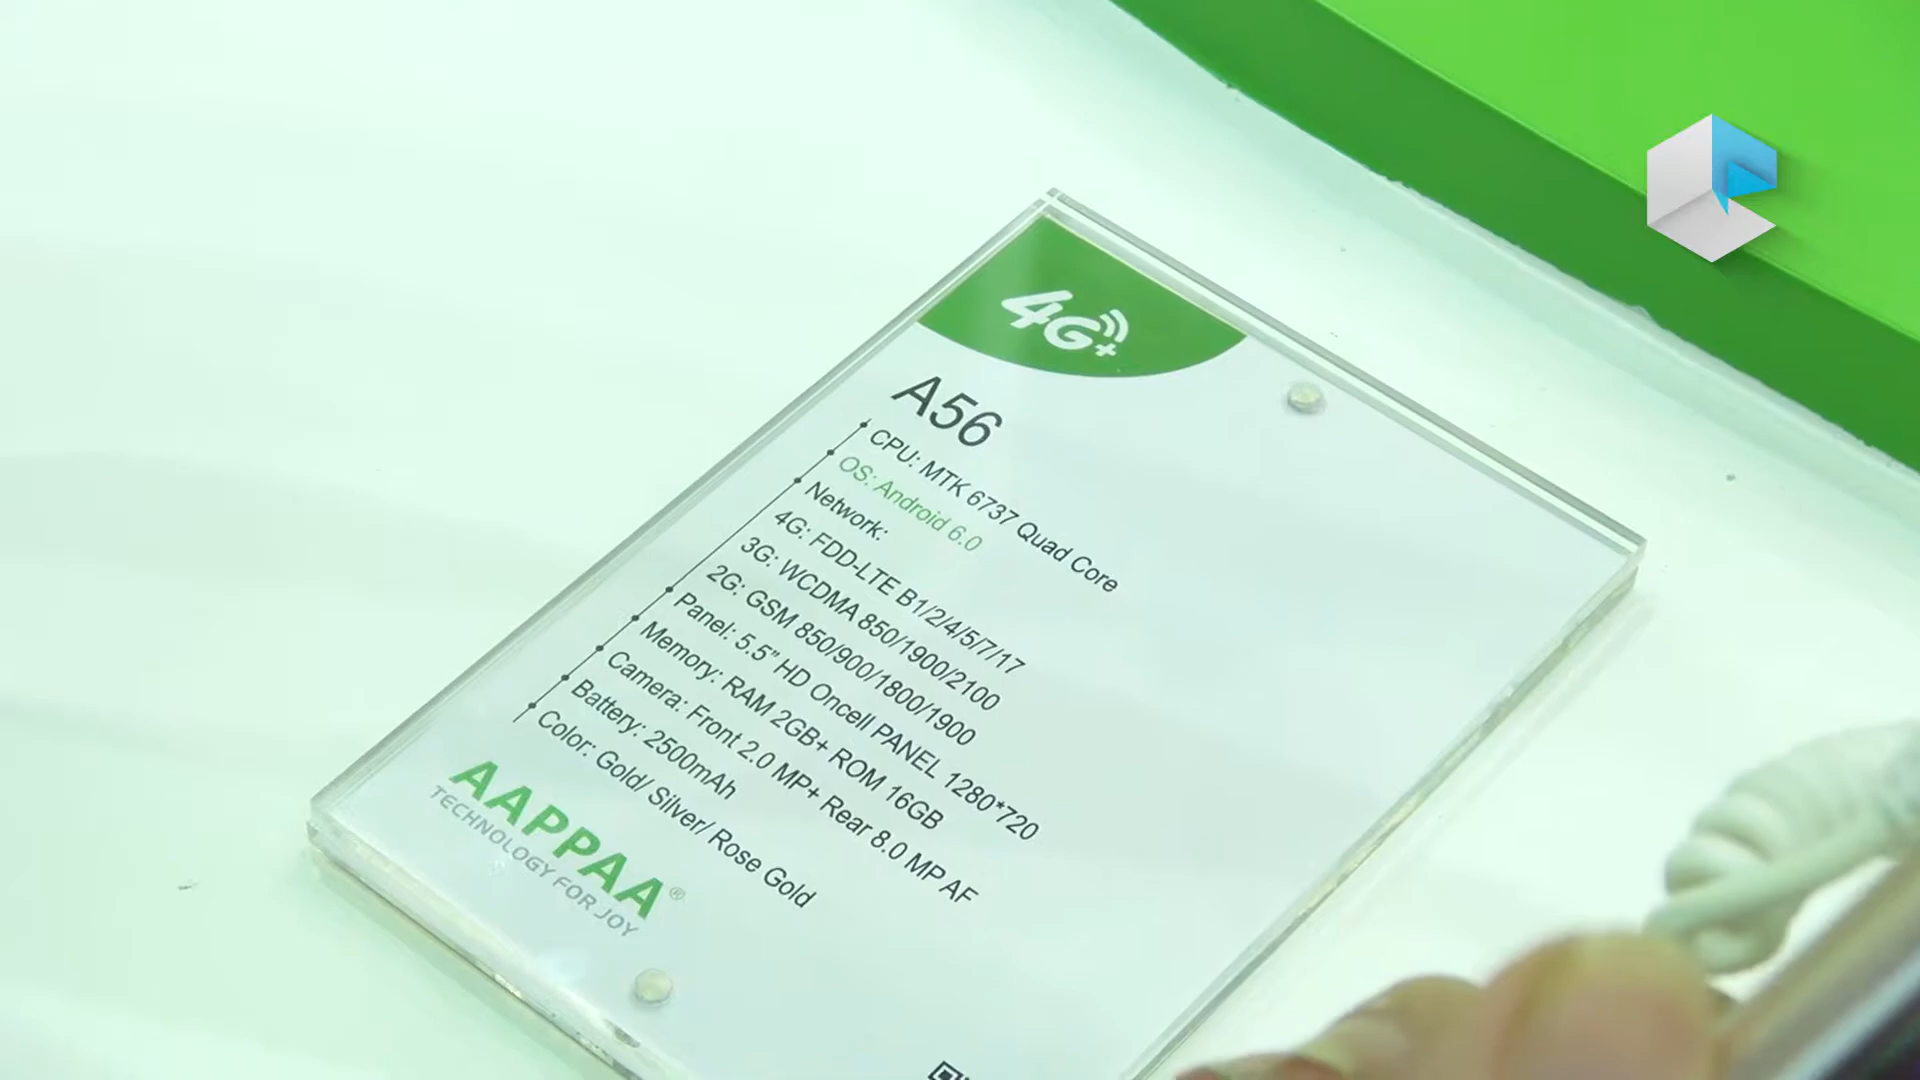 4G+
A56
CPU: MTK 6737 Quad Core
OS: Android 6.0
Network:
4G: FDD-LTE B1/2/4/5/7/17
3G: WCDMA 850/1900/2100
2G: GSM 850/900/1800/1900
Panel: 5.5" HD Oncell PANEL 1280*720
Memory: RAM 2GB+ ROM 16GB
Camera: Front 2.0 MP+ Rear 8.0 MP AF
Battery: 2500mAh
Color: Gold/ Silver/ Rose Gold
AAPPAA®
TECHNOLOGY FOR JOY